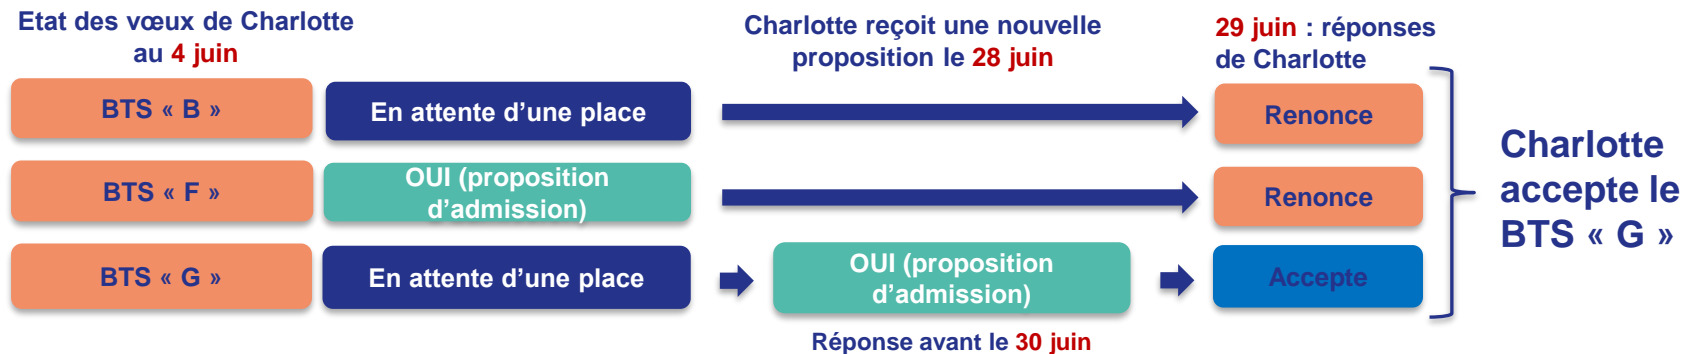 Etat des vœux de Charlotte
au 4 juin
Charlotte reçoit une nouvelle
proposition le 28 juin
29 juin : réponses
de Charlotte
BTS « B »
En attente d’une place
Renonce
BTS « F »
OUI (proposition
d’admission)
Renonce
BTS « G »
En attente d’une place
OUI (proposition
d’admission)
Accepte
Réponse avant le 30 juin
Charlotte
accepte le
BTS « G »